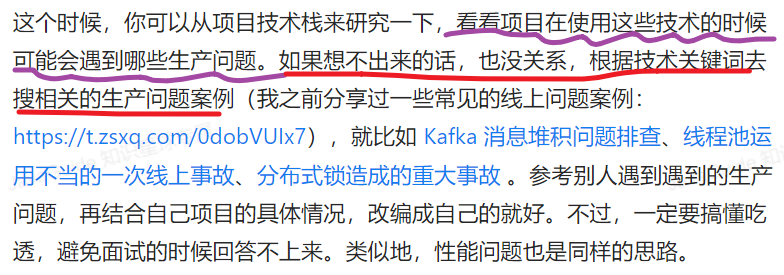 这个时候，你可以从项目技术栈来研究一下，看看项目在使用这些技术的时候
可能会遇到哪些生产问题。如果想不出来的话，也没关系，根据技术关键词去
搜相关的生产问题案例（我之前分享过一些常见的线上问题案例：
https://t.zsxq.com/0dobVUIx7），就比如 Kafka 消息堆积问题排查、线程池运
用不当的一次线上事故、分布式锁造成的重大事故 。参考别人遇到遇到的生产
问题，再结合自己项目的具体情况，改编成自己的就好。不过，一定要搞懂吃
透，避免面试的时候回答不上来。类似地，性能问题也是同样的思路。